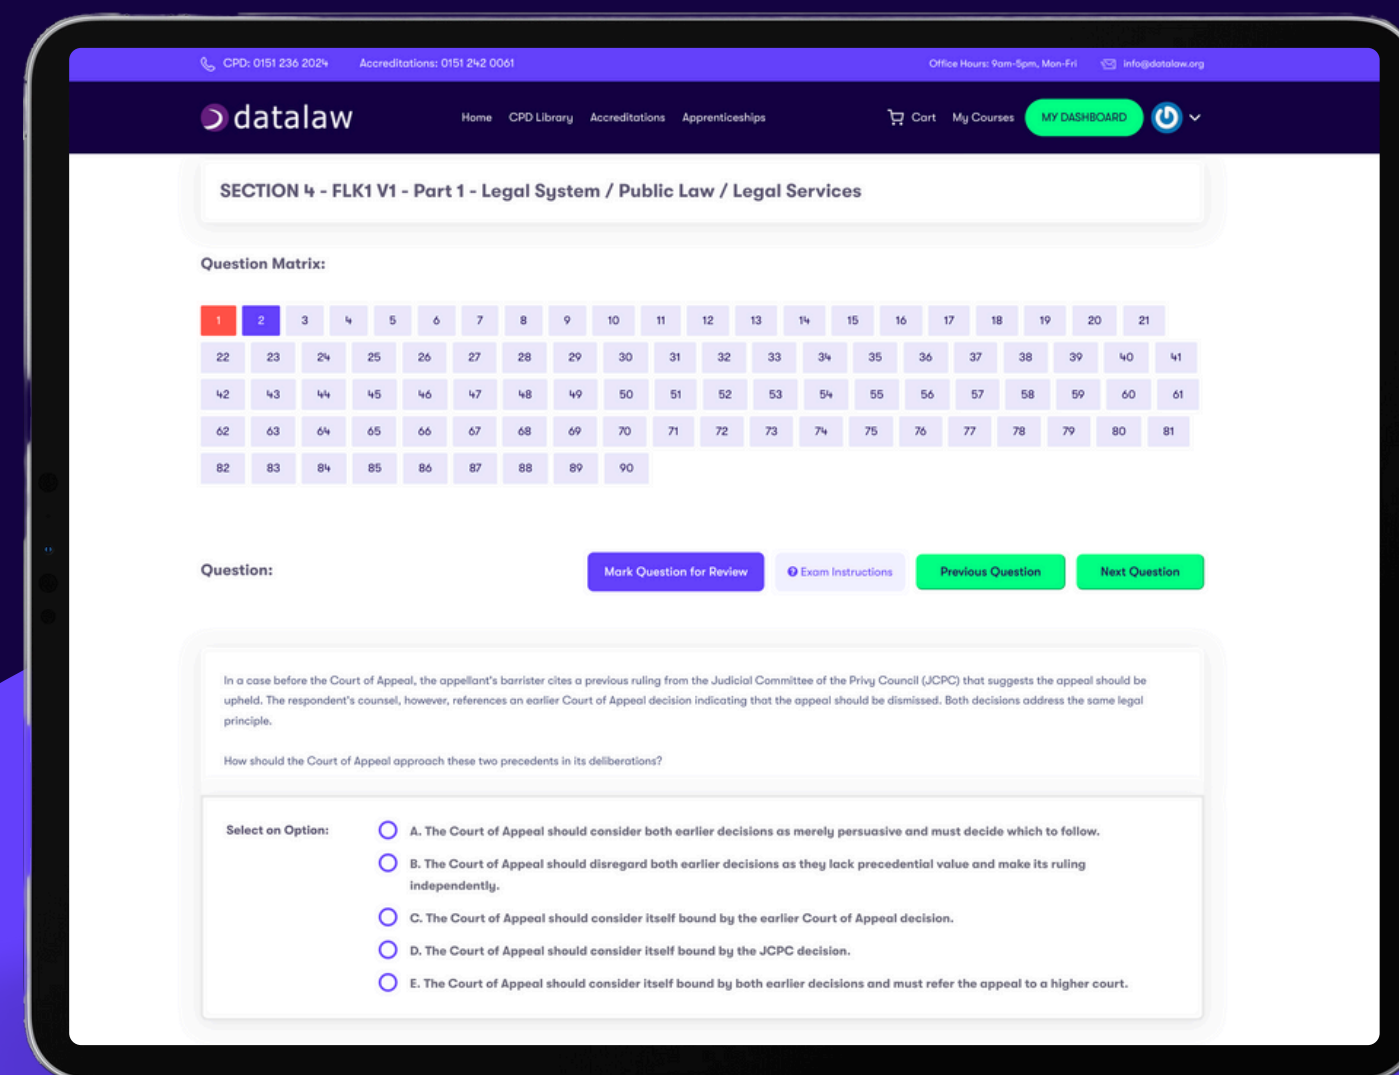 CPD: 0151 236 2024 Accreditations: 0151 242 0061 Office Hours: 9am-5pm, Mon-Fri info@datalaw.org
datalaw Home CPD Library Accreditations Apprenticeships Cart My Courses MY DASHBOARD
SECTION 4 - FLK1 V1 - Part 1 - Legal System / Public Law / Legal Services
Question Matrix:
1 2 3 4 5 6 7 8 9 10 11 12 13 14 15 16 17 18 19 20 21
22 23 24 25 26 27 28 29 30 31 32 33 34 35 36 37 38 39 40 41
42 43 44 45 46 47 48 49 50 51 52 53 54 55 56 57 58 59 60 61
62 63 64 65 66 67 68 69 70 71 72 73 74 75 76 77 78 79 80 81
82 83 84 85 86 87 88 89 90
Question: Mark Question for Review Exam Instructions Previous Question Next Question
In a case before the Court of Appeal, the appellant's barrister cites a previous ruling from the Judicial Committee of the Privy Council (JCPC) that suggests the appeal should be
upheld. The respondent's counsel, however, references an earlier Court of Appeal decision indicating that the appeal should be dismissed. Both decisions address the same legal
principle.
How should the Court of Appeal approach these two precedents in its deliberations?
Select on Option: A. The Court of Appeal should consider both earlier decisions as merely persuasive and must decide which to follow.
B. The Court of Appeal should disregard both earlier decisions as they lack precedential value and make its ruling
independently.
C. The Court of Appeal should consider itself bound by the earlier Court of Appeal decision.
D. The Court of Appeal should consider itself bound by the JCPC decision.
E. The Court of Appeal should consider itself bound by both earlier decisions and must refer the appeal to a higher court.